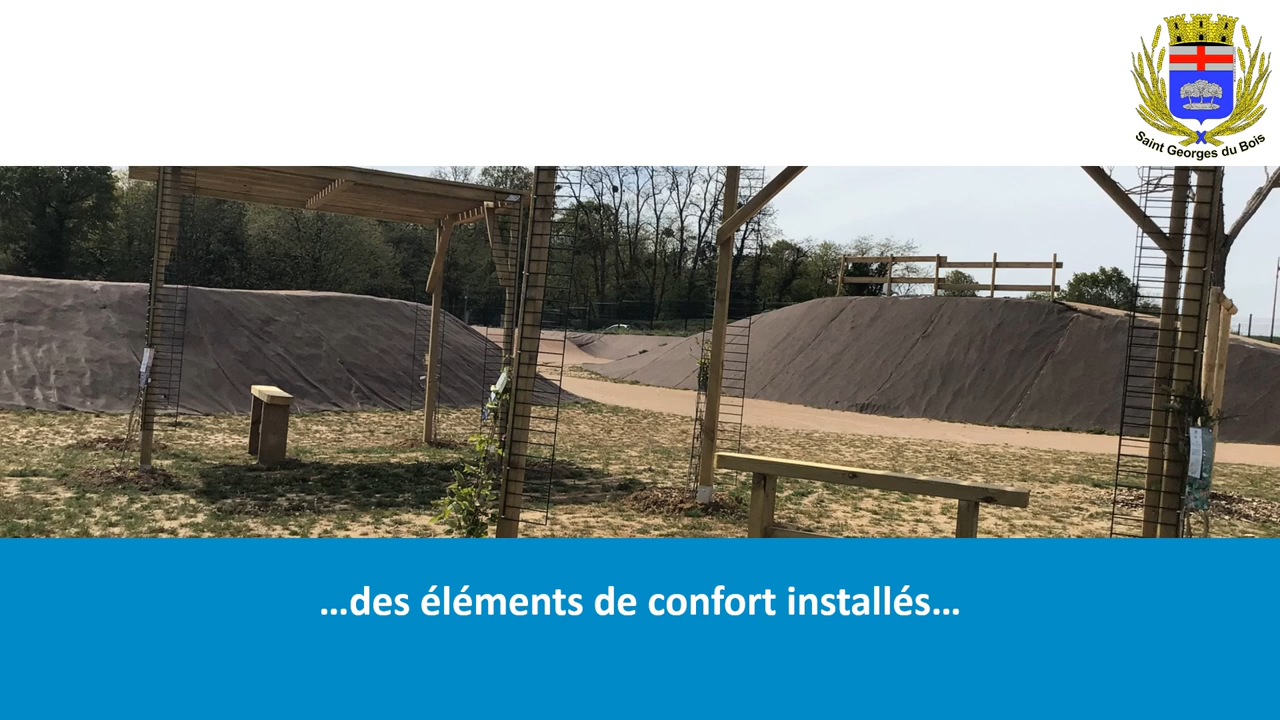 Saint Georges du Bois
...des éléments de confort installés...